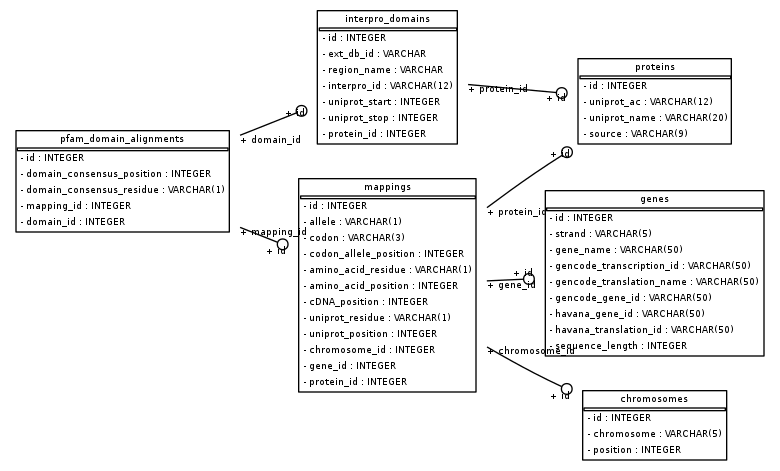 interpro_domains
- id : INTEGER
- ext_db_id : VARCHAR
- region_name : VARCHAR
- interpro_id : VARCHAR(12)
- uniprot_start : INTEGER
- uniprot_stop : INTEGER
- protein_id : INTEGER
+ protein_id
+ id
proteins
- id : INTEGER
- uniprot_ac : VARCHAR(12)
- uniprot_name : VARCHAR(20)
- source : VARCHAR(9)
+ id
+ domain_id
pfam_domain_alignments
- id : INTEGER
- domain_consensus_position : INTEGER
- domain_consensus_residue : VARCHAR(1)
- mapping_id : INTEGER
- domain_id : INTEGER
+ mapping_id
+ id
mappings
- id : INTEGER
- allele : VARCHAR(1)
- codon : VARCHAR(3)
- codon_allele_position : INTEGER
- amino_acid_residue : VARCHAR(1)
- amino_acid_position : INTEGER
- cDNA_position : INTEGER
- uniprot_residue : VARCHAR(1)
- uniprot_position : INTEGER
- chromosome_id : INTEGER
- gene_id : INTEGER
- protein_id : INTEGER
+ id
+ protein_id
+ id
+ gene_id
+ chromosome_id
+ id
genes
- id : INTEGER
- strand : VARCHAR(5)
- gene_name : VARCHAR(50)
- gencode_transcription_id : VARCHAR(50)
- gencode_translation_name : VARCHAR(50)
- gencode_gene_id : VARCHAR(50)
- havana_gene_id : VARCHAR(50)
- havana_translation_id : VARCHAR(50)
- sequence_length : INTEGER
chromosomes
- id : INTEGER
- chromosome : VARCHAR(5)
- position : INTEGER